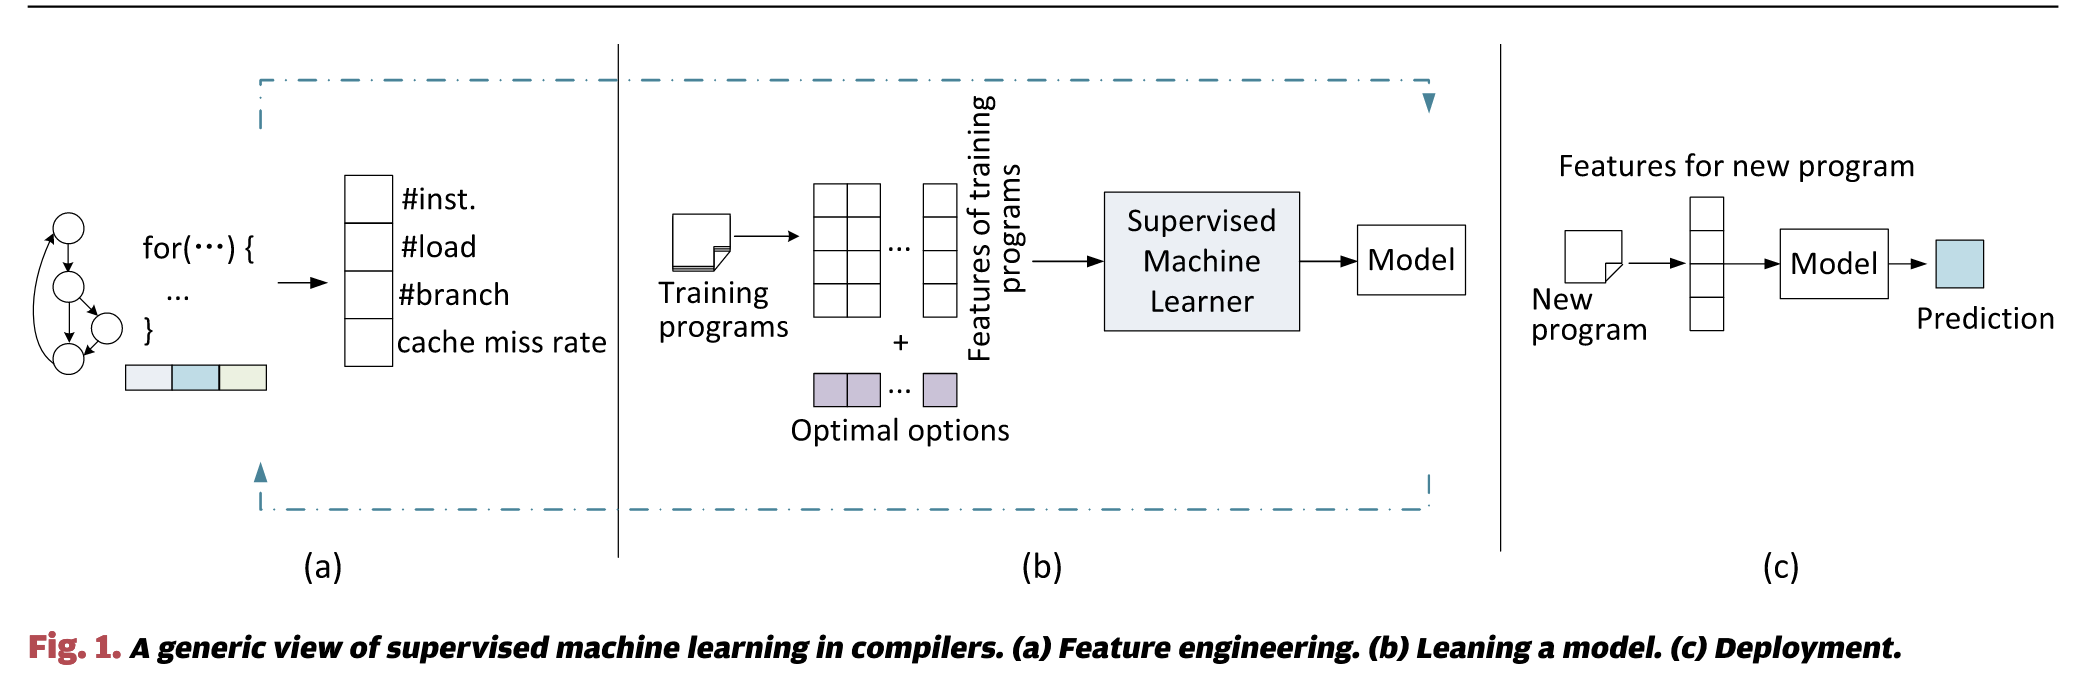 for(···) {
...
}
#inst.
#load
#branch
cache miss rate
(a)
Training
programs
...
Features of training
programs
+
...
Optimal options
Supervised
Machine
Learner
Model
(b)
Features for new program
New
program
Model
Prediction
(c)
Fig. 1. A generic view of supervised machine learning in compilers. (a) Feature engineering. (b) Leaning a model. (c) Deployment.